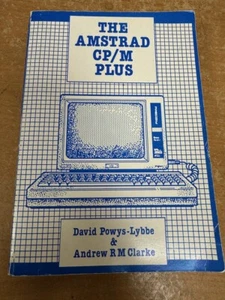 THE
AMSTRAD
CP/M
PLUS
David Powys-Lybbe
&
Andrew R M Clarke